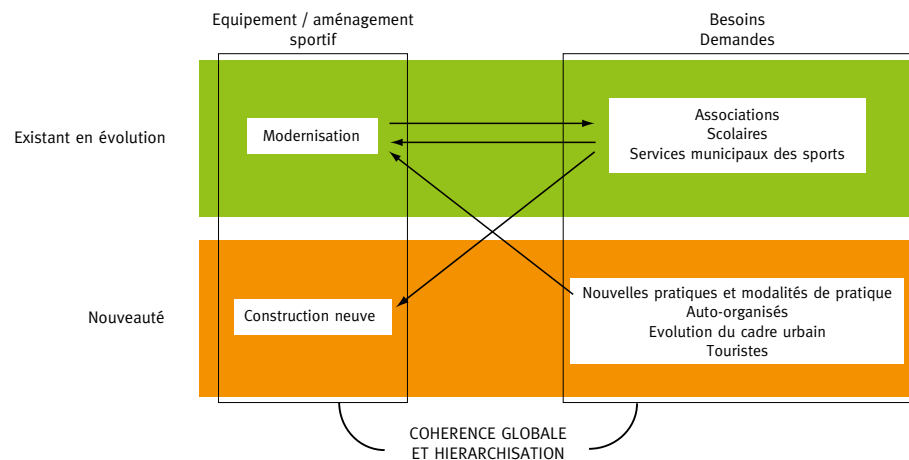 Equipement / aménagement
sportif
Besoins
Demandes
Existant en évolution
Modernisation
Associations
Scolaires
Services municipaux des sports
Nouveauté
Construction neuve
Nouvelles pratiques et modalités de pratique
Auto-organisés
Evolution du cadre urbain
Touristes
COHERENCE GLOBALE
ET HIERARCHISATION